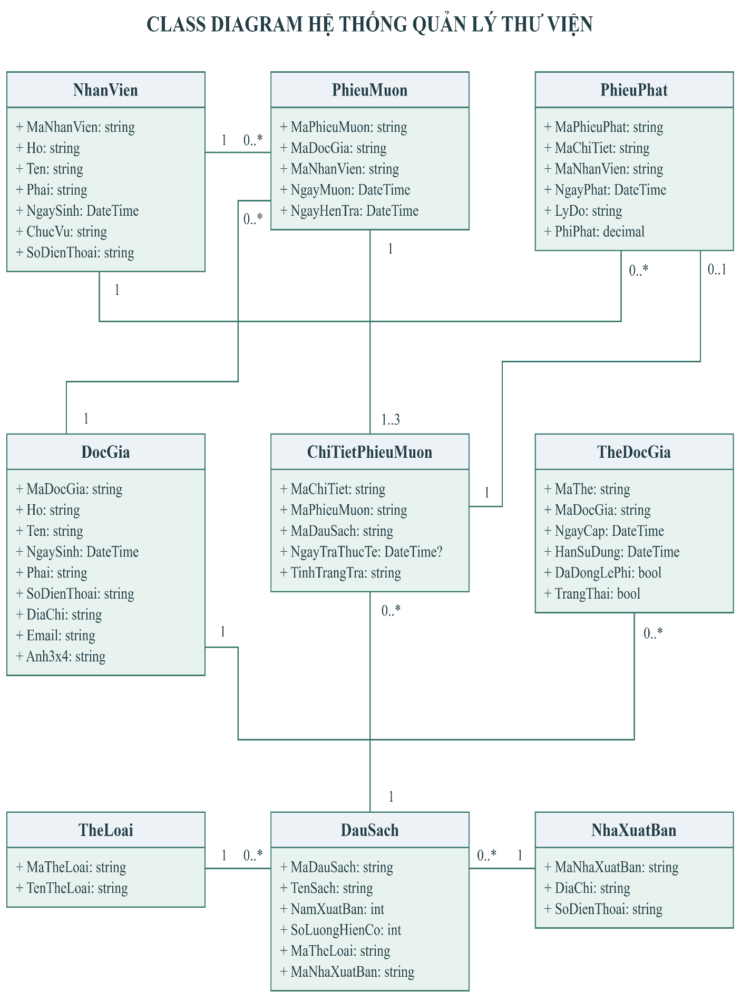 CLASS DIAGRAM HỆ THỐNG QUẢN LÝ THƯ VIỆN
NhanVien
+ MaNhanVien: string
+ Ho: string
+ Ten: string
+ Phai: string
+ NgaySinh: DateTime
+ ChucVu: string
+ SoDienThoai: string
1
0..*
PhieuMuon
+ MaPhieuMuon: string
+ MaDocGia: string
+ MaNhanVien: string
+ NgayMuon: DateTime
+ NgayHenTra: DateTime
0..*
1
PhieuPhat
+ MaPhieuPhat: string
+ MaChiTiet: string
+ MaNhanVien: string
+ NgayPhat: DateTime
+ LyDo: string
+ PhiPhat: decimal
0..*
0..1
1
1
1..3
DocGia
+ MaDocGia: string
+ Ho: string
+ Ten: string
+ NgaySinh: DateTime
+ Phai: string
+ SoDienThoai: string
+ DiaChi: string
+ Email: string
+ Anh3x4: string
1
ChiTietPhieuMuon
+ MaChiTiet: string
+ MaPhieuMuon: string
+ MaDauSach: string
+ NgayTraThucTe: DateTime?
+ TinhTrangTra: string
1
0..*
TheDocGia
+ MaThe: string
+ MaDocGia: string
+ NgayCap: DateTime
+ HanSuDung: DateTime
+ DaDongLePhi: bool
+ TrangThai: bool
0..*
1
TheLoai
+ MaTheLoai: string
+ TenTheLoai: string
1
0..*
DauSach
+ MaDauSach: string
+ TenSach: string
+ NamXuatBan: int
+ SoLuongHienCo: int
+ MaTheLoai: string
+ MaNhaXuatBan: string
0..*
1
NhaXuatBan
+ MaNhaXuatBan: string
+ DiaChi: string
+ SoDienThoai: string